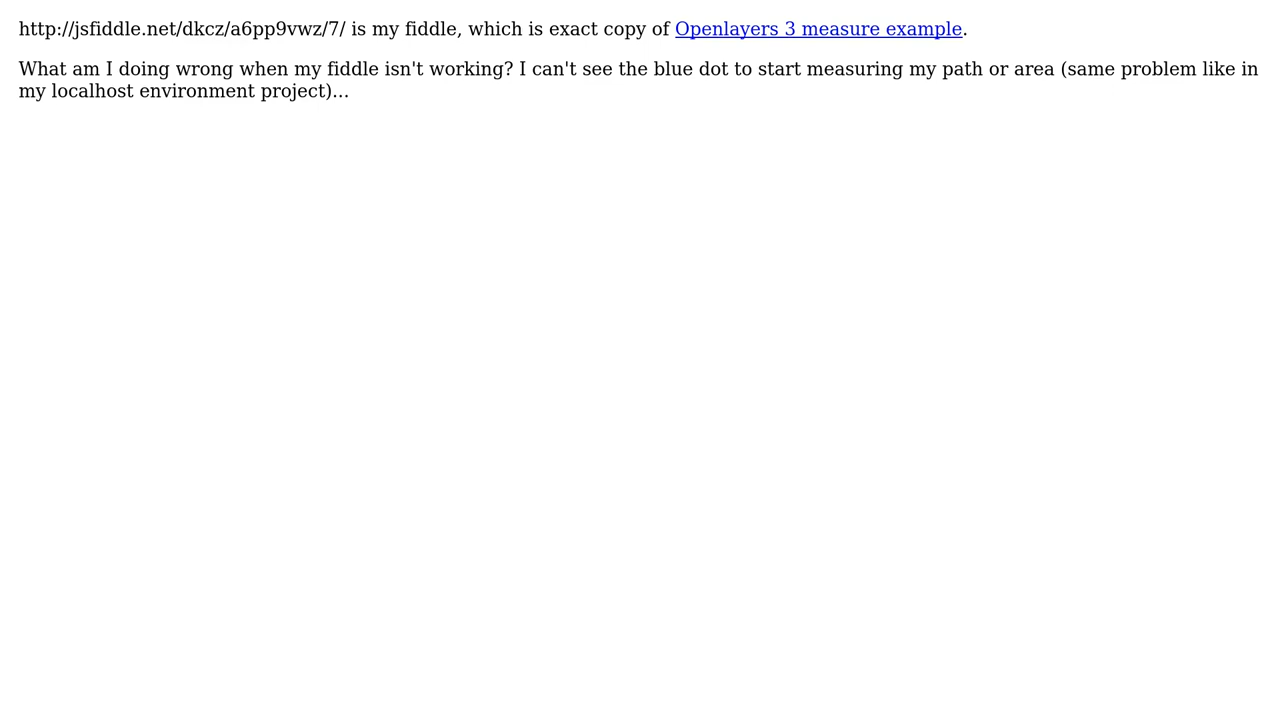 http://jsfiddle.net/dkcz/a6pp9vwz/7/ is my fiddle, which is exact copy of Openlayers 3 measure example.
What am I doing wrong when my fiddle isn't working? I can't see the blue dot to start measuring my path or area (same problem like in
my localhost environment project)...